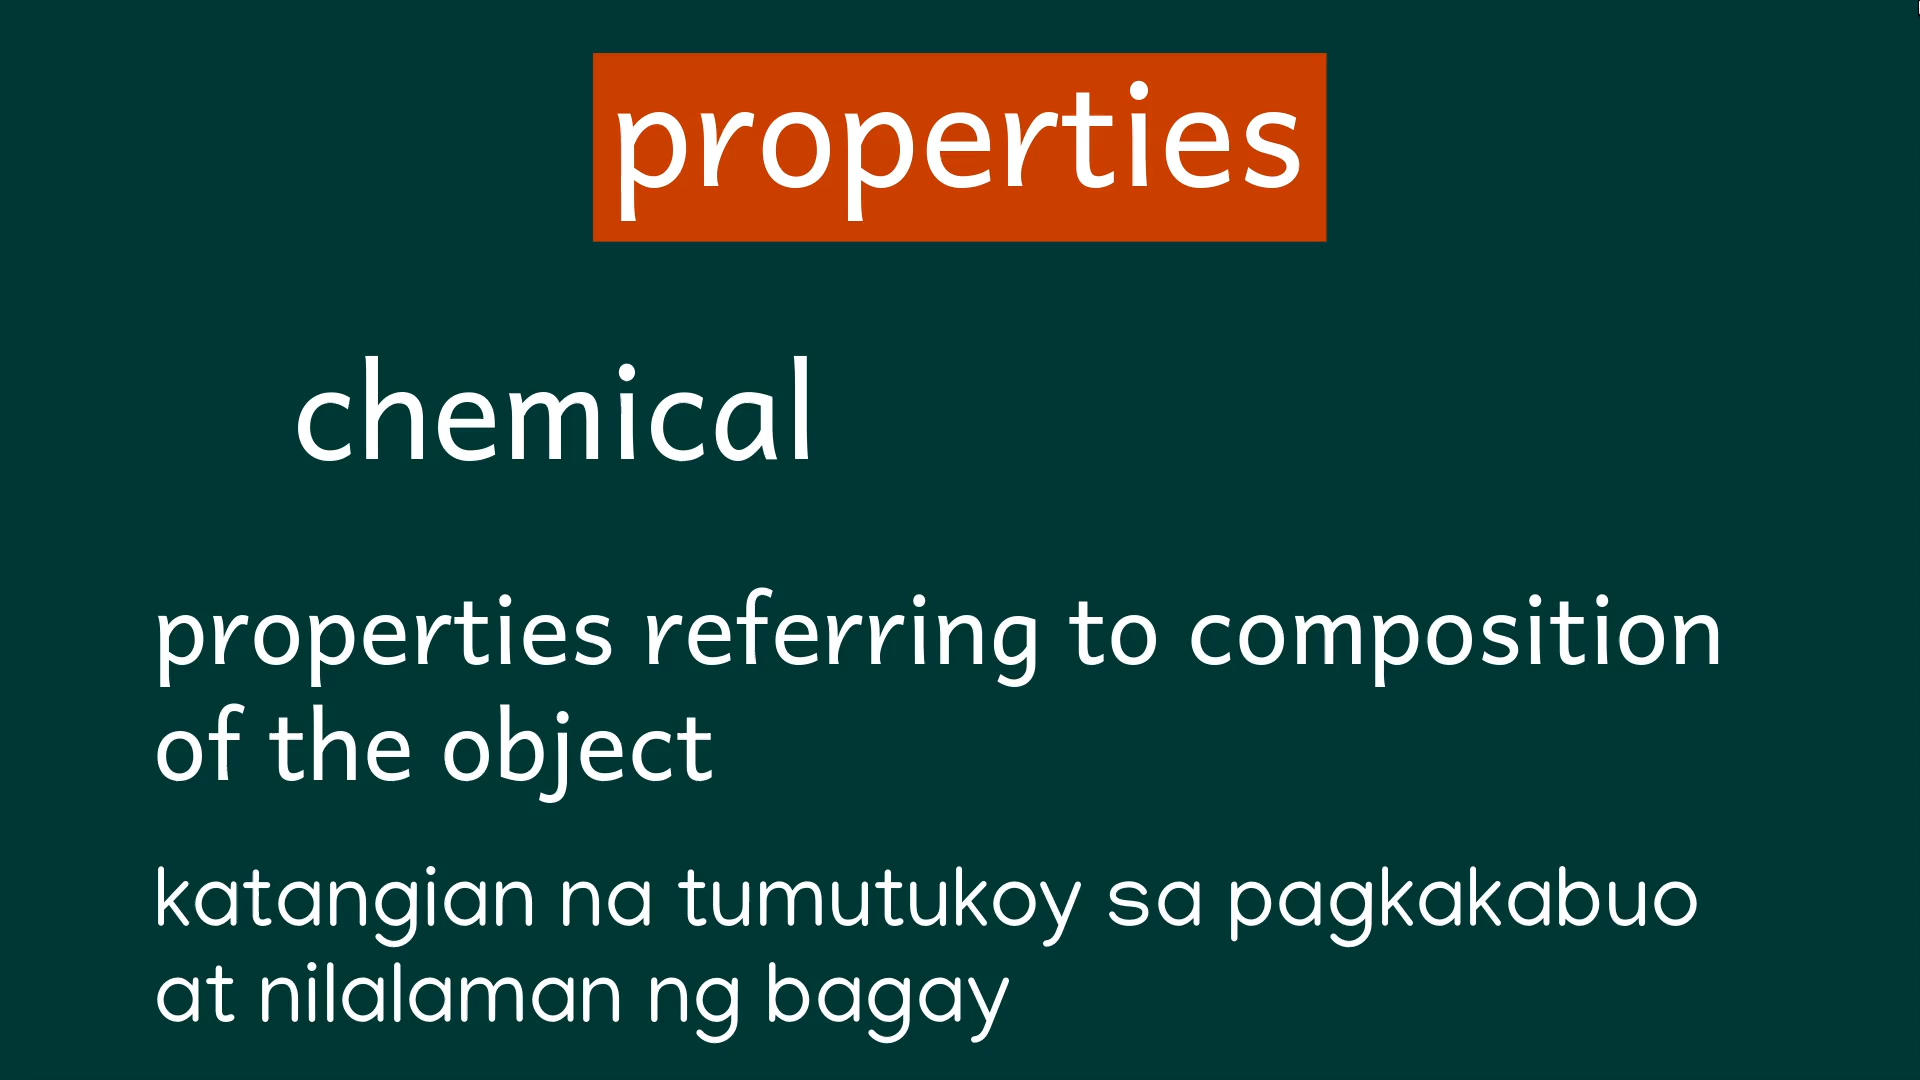 properties
chemical
properties referring to composition
of the object
katangian na tumutukoy sa pagkakabuo
at nilalaman ng bagay